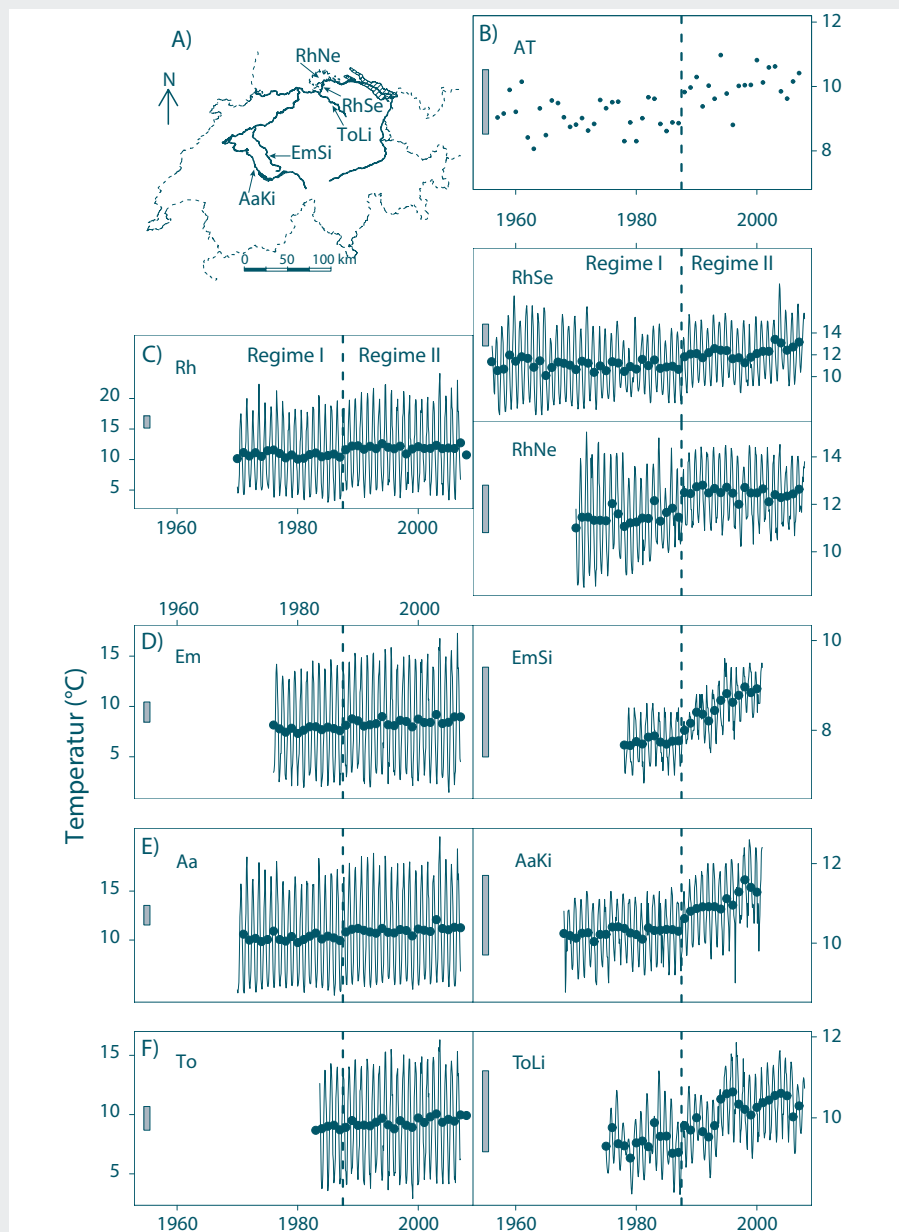 A)
RhNe
N
RhSe
ToLi
EmSi
AaKi
0 50 100 km
B)
AT
12
10
8
1960 1980 2000
Regime I Regime II
RhSe
14
12
10
C)
Rh
Regime I Regime II
20
15
10
5
1960 1980 2000
RhNe
14
12
10
1960 1980 2000
Temperatur (°C)
D)
Em
15
10
5
EmSi
10
8
E)
Aa
15
10
AaKi
12
10
F)
To
15
10
5
ToLi
12
10
1960 1980 2000
1960 1980 2000